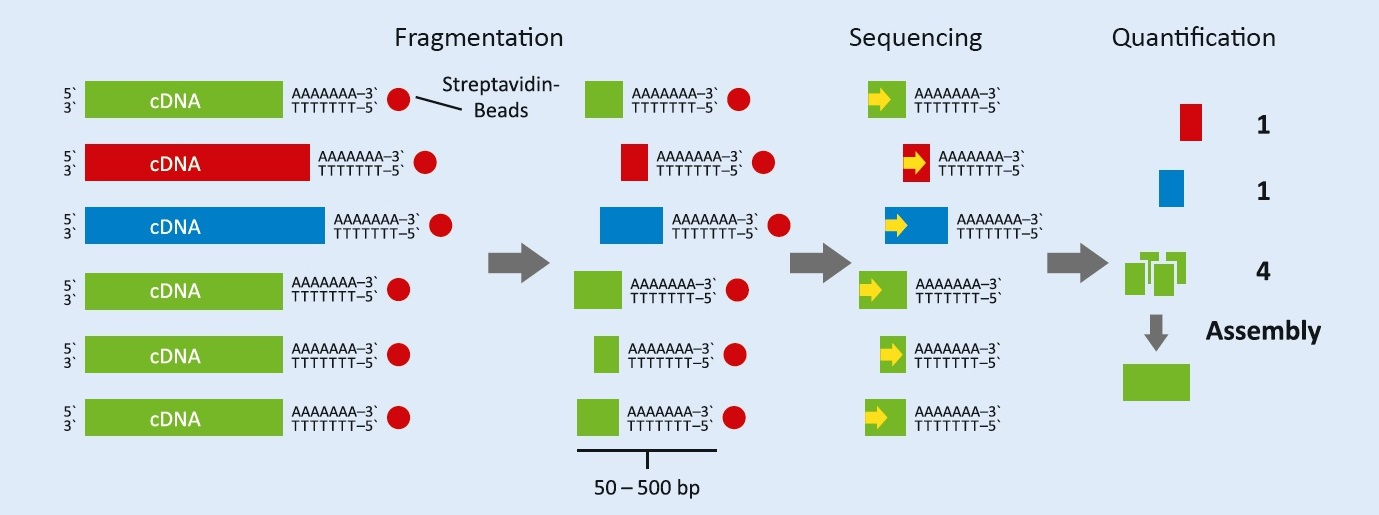 Fragmentation
Sequencing
Quantification
5` cDNA AAAAAAA–3`
3` TTTTTTT–5`
Streptavidin-
Beads
AAAAAAA–3`
TTTTTTT–5`
AAAAAAA–3`
TTTTTTT–5`
1
5` cDNA AAAAAAA–3`
3` TTTTTTT–5`
AAAAAAA–3`
TTTTTTT–5`
AAAAAAA–3`
TTTTTTT–5`
1
5` cDNA AAAAAAA–3`
3` TTTTTTT–5`
AAAAAAA–3`
TTTTTTT–5`
AAAAAAA–3`
TTTTTTT–5`
4
5` cDNA AAAAAAA–3`
3` TTTTTTT–5`
AAAAAAA–3`
TTTTTTT–5`
AAAAAAA–3`
TTTTTTT–5`
Assembly
5` cDNA AAAAAAA–3`
3` TTTTTTT–5`
AAAAAAA–3`
TTTTTTT–5`
AAAAAAA–3`
TTTTTTT–5`
5` cDNA AAAAAAA–3`
3` TTTTTTT–5`
AAAAAAA–3`
TTTTTTT–5`
AAAAAAA–3`
TTTTTTT–5`
50 – 500 bp